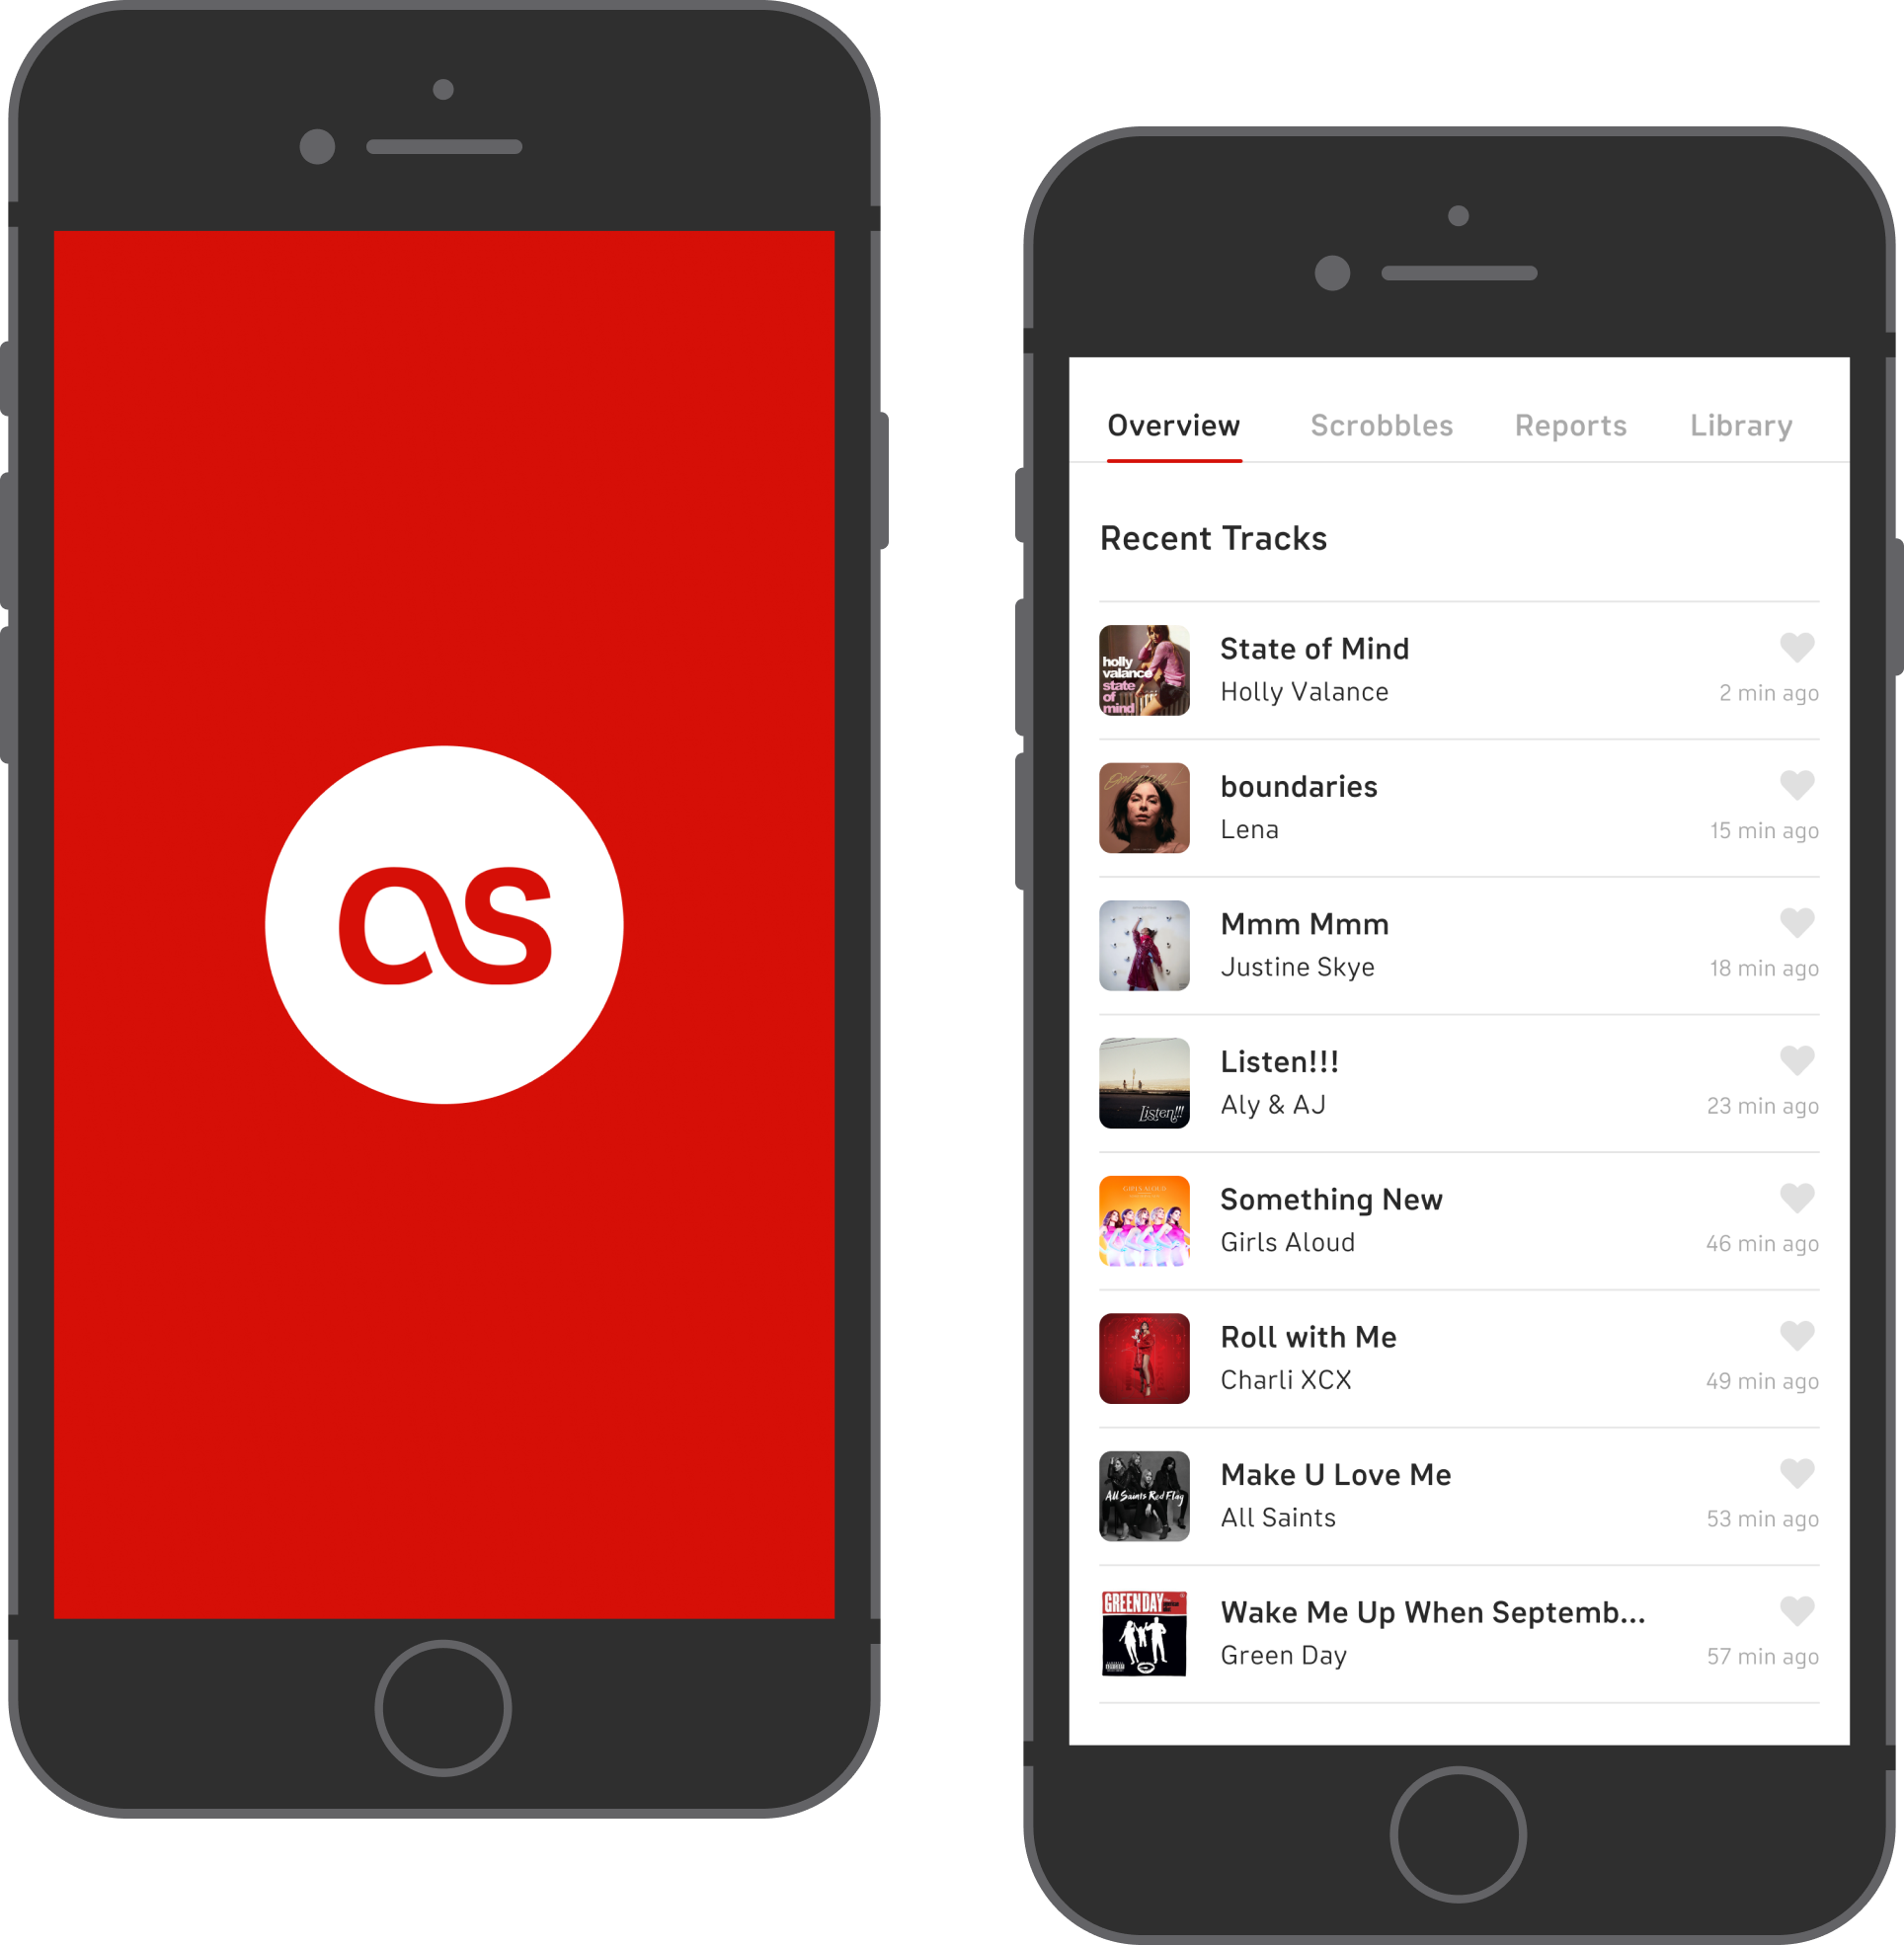 as
Overview Scrobbles Reports Library
Recent Tracks
holly
valance
state
of
mind
State of Mind
Holly Valance
2 min ago
boundaries
Lena
15 min ago
Mmm Mmm
Justine Skye
18 min ago
Listen!!!
Listen!!!
Aly & AJ
23 min ago
GIRLS ALOUD
Something New
Girls Aloud
46 min ago
Roll with Me
Charli XCX
49 min ago
All Saints Red Flag
Make U Love Me
All Saints
53 min ago
GREEN DAY
Wake Me Up When Septemb...
Green Day
57 min ago